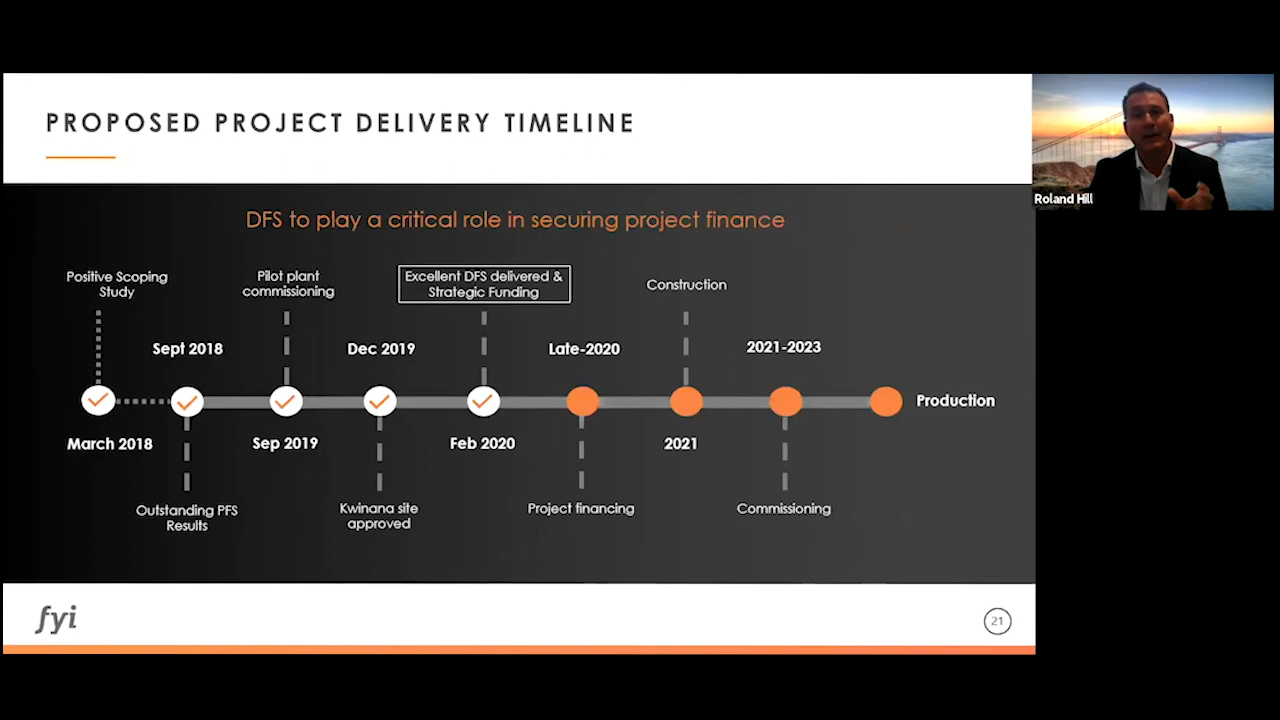 PROPOSED PROJECT DELIVERY TIMELINE
Roland Hill
DFS to play a critical role in securing project finance
Positive Scoping
Study
Pilot plant
commissioning
Excellent DFS delivered &
Strategic Funding
Construction
Sept 2018
Dec 2019
Late-2020
2021-2023
Production
March 2018
Sep 2019
Feb 2020
2021
Outstanding PFS
Results
Kwinana site
approved
Project financing
Commissioning
fyi
21